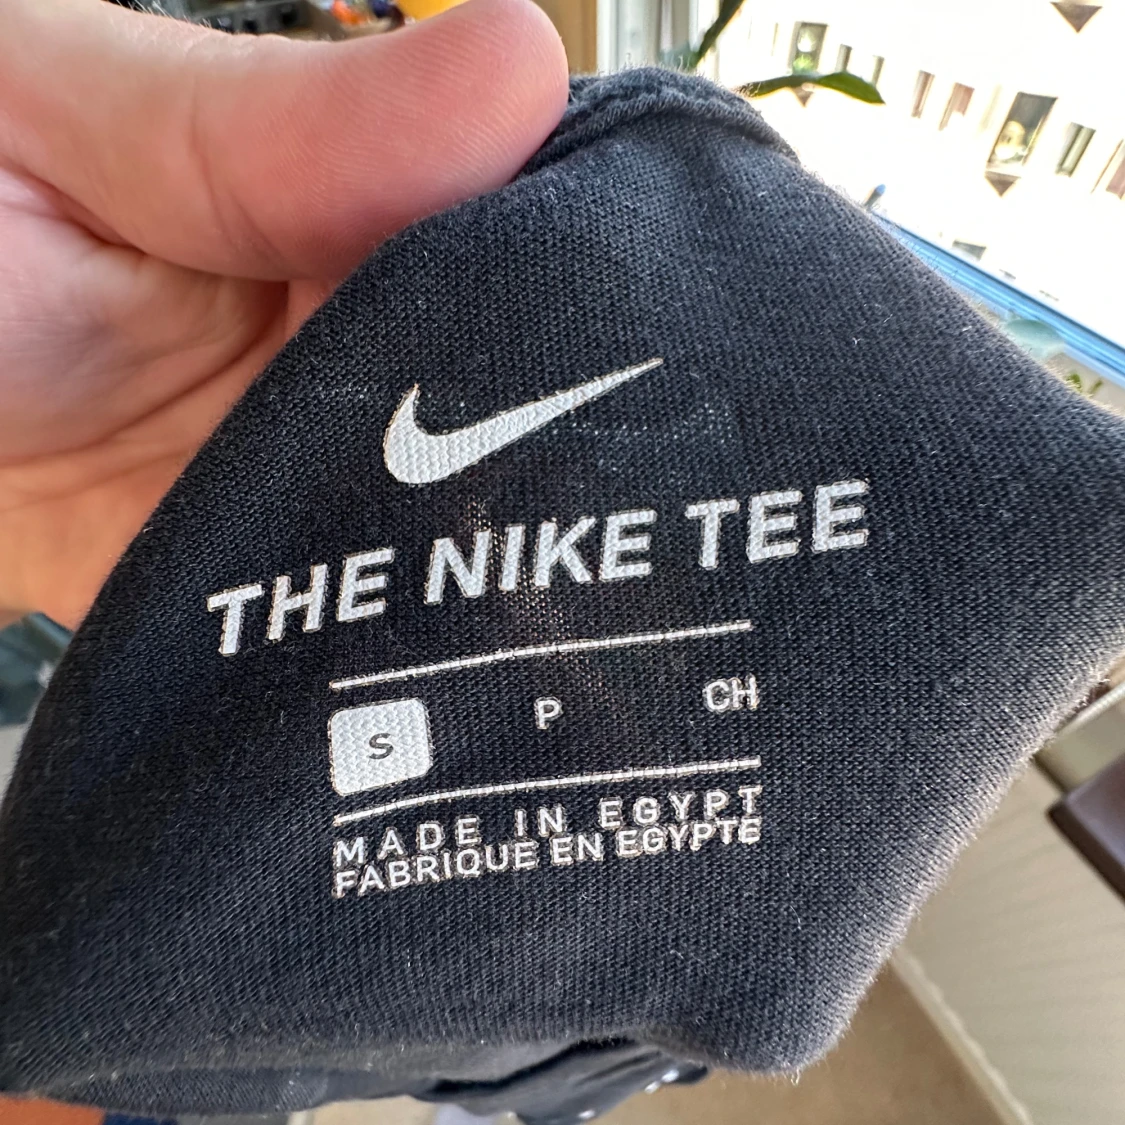 THE NIKE TEE
S P CH
MADE IN EGYPT
FABRIQUE EN EGYPTE